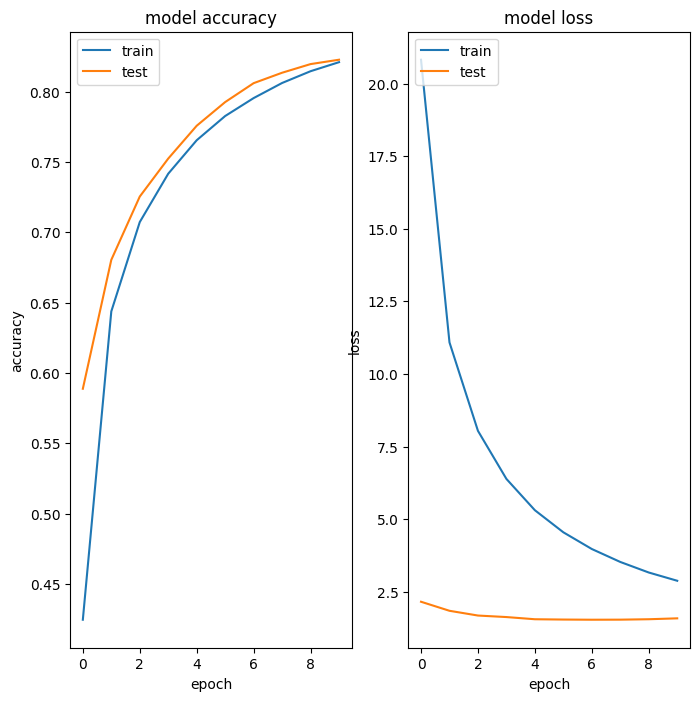 model accuracy
train
test
0.80
0.75
0.70
0.65
0.60
0.55
0.50
0.45
accuracy
0 2 4 6 8
epoch
model loss
train
test
20.0
17.5
15.0
12.5
10.0
7.5
5.0
2.5
loss
0 2 4 6 8
epoch